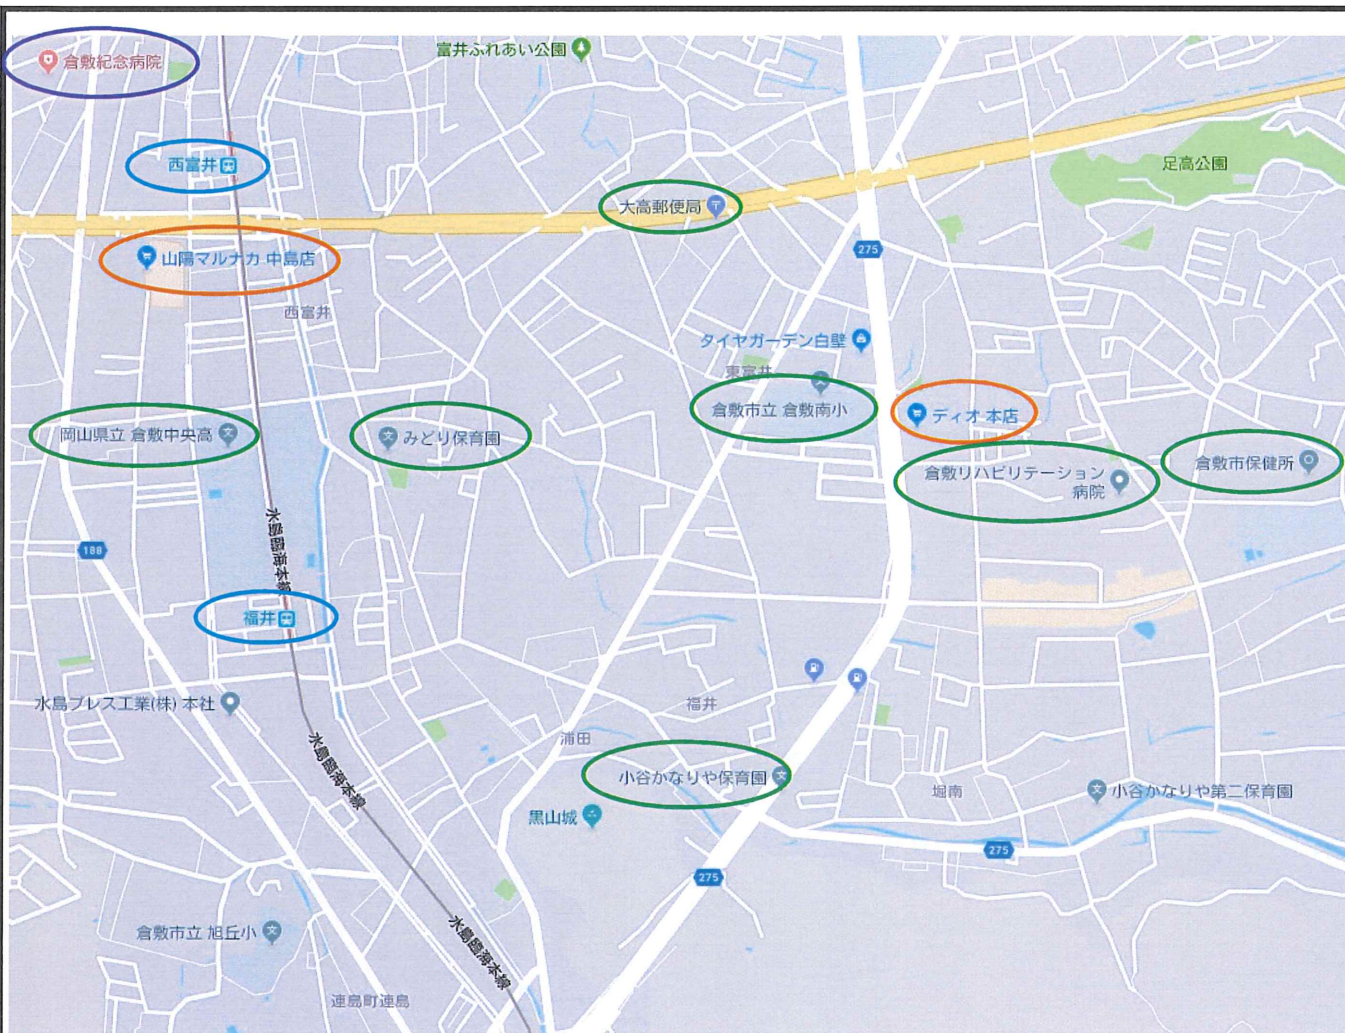 富井ふれあい公園
倉敷紀念病院
西富井
足高公園
大高郵便局
275
山陽マルナカ 中島店
西富井
タイヤガーデン白壁
東富井
倉敷市立 倉敷南小
ディオ 本店
岡山県立 倉敷中央高
みどり保育園
倉敷リハビリテーション
病院
倉敷市保健所
水島臨海本線
188
福井
水島プレス工業(株) 本社
福井
浦田
水島臨海本線
小谷かなりや保育園
堀南
小谷かなりや第二保育園
黒山城
275
275
倉敷市立 旭丘小
水島臨海本線
連島町連島